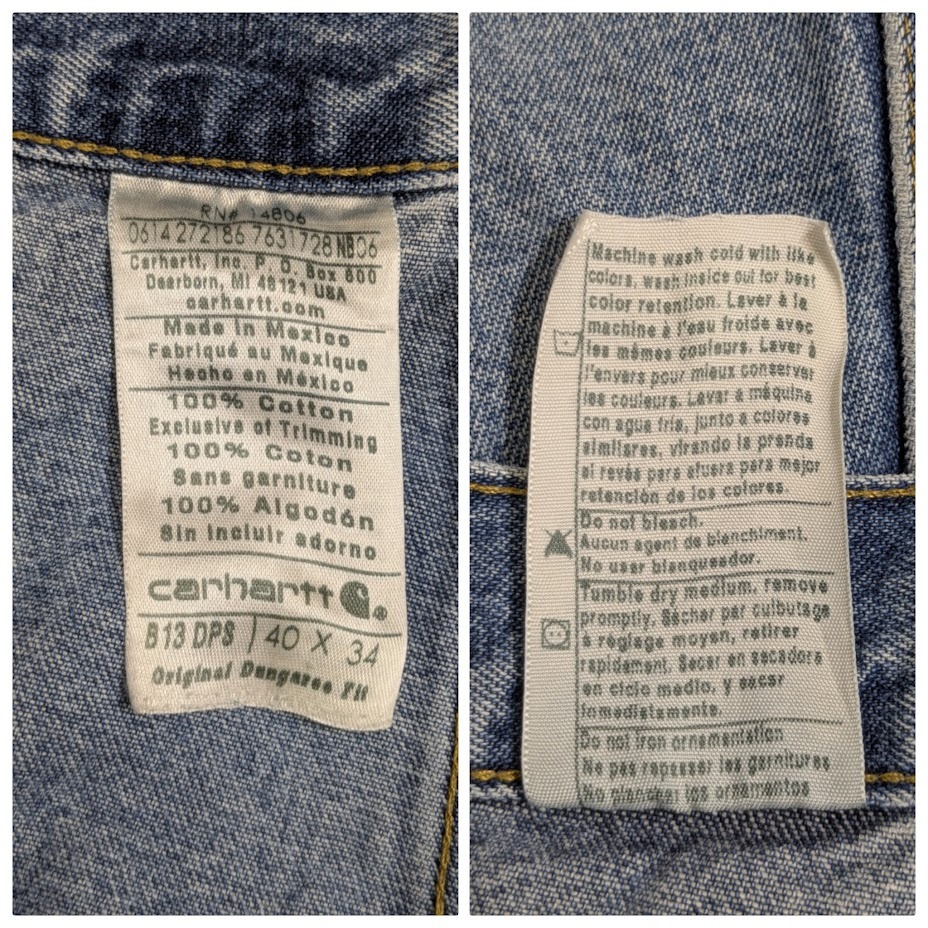 RN# 14806
0614 272|86 7631|728 NB06
Carhartt, Inc. P. O. Box 600
Dearborn, MI 48121 USA
carhartt.com
Made in Mexico
Fabriqué au Mexique
Hecho en México
100% Cotton
Exclusive of Trimming
100% Coton
Sans garniture
100% Algodón
Sin incluir adorno
carhartt ®
B13 DPS | 40 X 34
Original Dungaree Fit
Machine wash cold with like
colors, wash inside out for best
color retention. Laver à la
machine à l'eau froide avec
les mêmes couleurs. Laver à
l'envers pour mieux conserver
les couleurs. Lavar a máquina
con agua fría, junto a colores
similares, virando la prenda
al revés para afuera para mejor
retención de los colores.
Do not bleach.
Aucun agent de blanchiment.
No usar blanqueador.
Tumble dry medium, remove
promptly. Sécher par culbutage
à réglage moyen, retirer
rapidement. Secar en secadora
en ciclo medio, y sacar
inmediatamente.
Do not iron ornamentation
Ne pas repasser les garnitures
No planchar los ornamentos